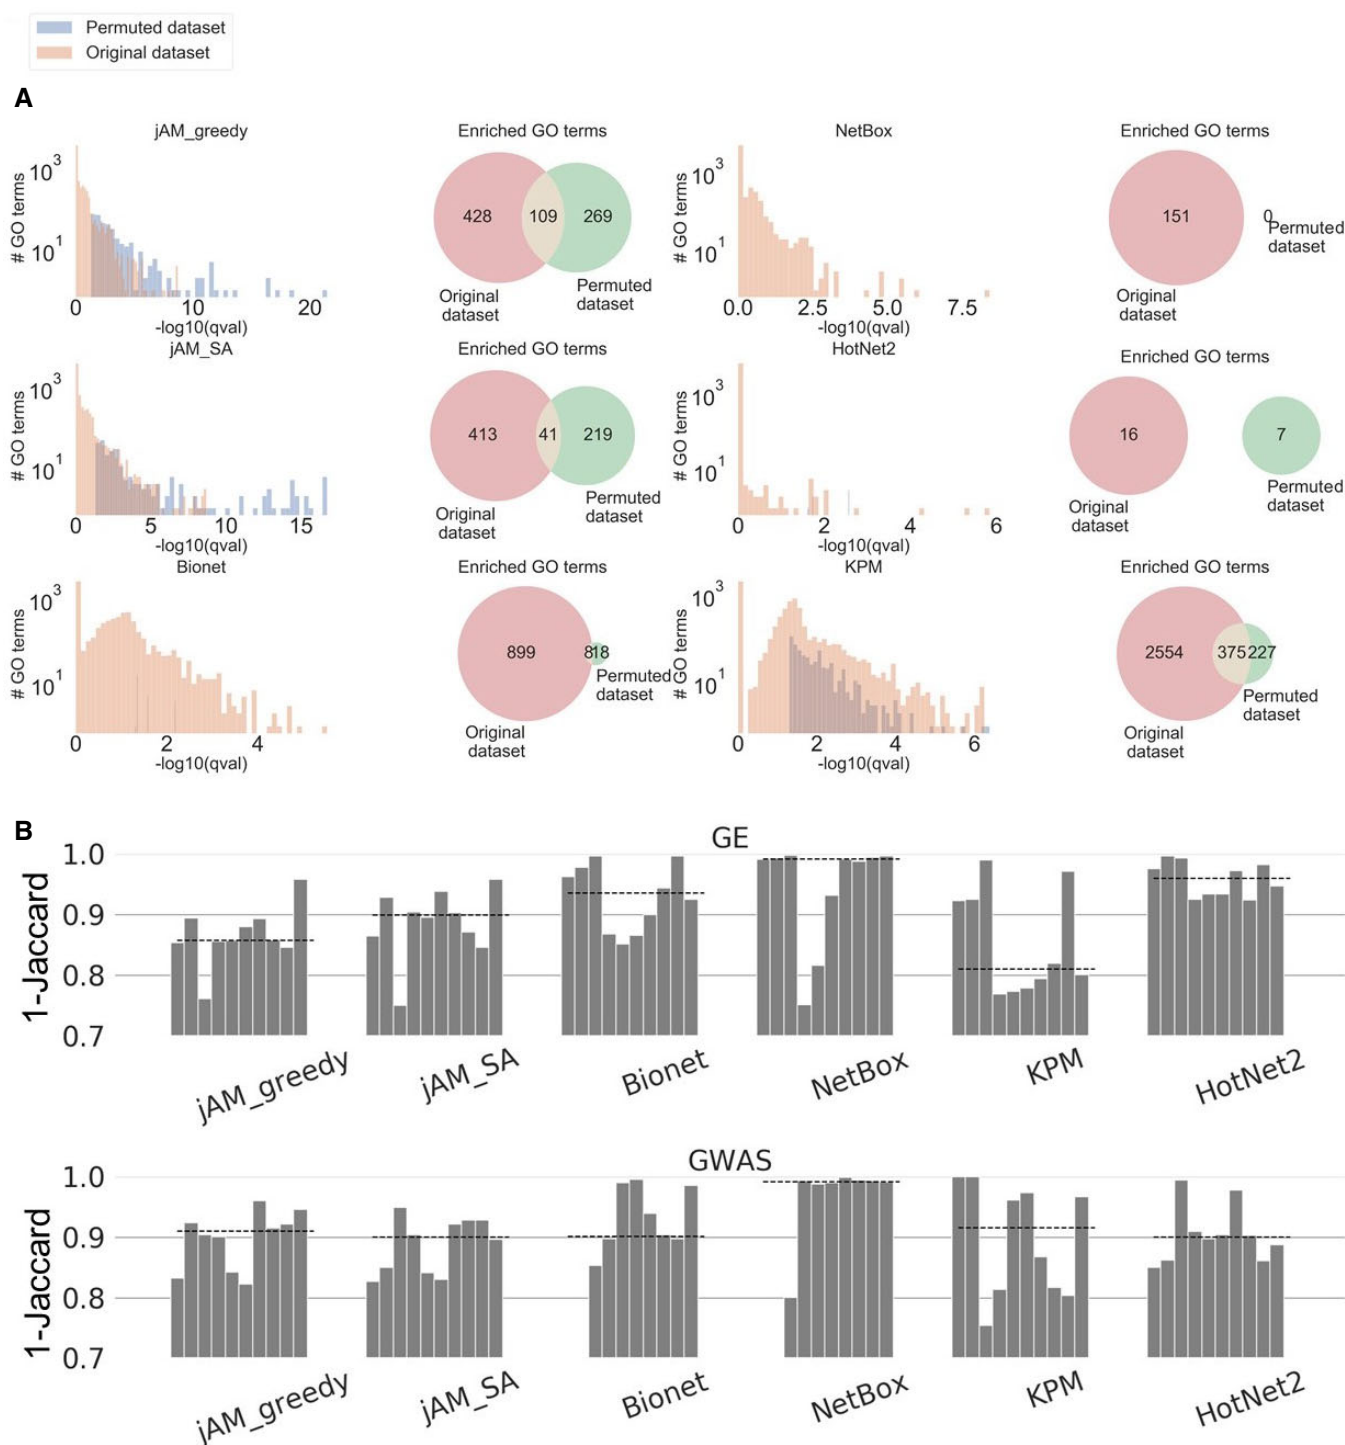 Permuted dataset
Original dataset
A
jAM_greedy
Enriched GO terms
NetBox
Enriched GO terms
# GO terms
10^3
10^1
0 10 20
-log10(qval)
428 109 269
Original
dataset
Permuted
dataset
# GO terms
10^3
10^1
0.0 2.5 5.0 7.5
-log10(qval)
151
0
Permuted
dataset
Original
dataset
jAM_SA
Enriched GO terms
HotNet2
Enriched GO terms
# GO terms
10^3
10^1
0 5 10 15
-log10(qval)
413 41 219
Original
dataset
Permuted
dataset
# GO terms
10^3
10^1
0 2 4 6
-log10(qval)
16 7
Original
dataset
Permuted
dataset
Bionet
Enriched GO terms
KPM
Enriched GO terms
# GO terms
10^3
10^1
0 2 4
-log10(qval)
899 818
Permuted
dataset
Original
dataset
# GO terms
10^3
10^1
0 2 4 6
-log10(qval)
2554 375 227
Permuted
dataset
Original
dataset
B
GE
1-Jaccard
1.0
0.9
0.8
0.7
jAM_greedy jAM_SA Bionet NetBox KPM HotNet2
GWAS
1-Jaccard
1.0
0.9
0.8
0.7
jAM_greedy jAM_SA Bionet NetBox KPM HotNet2